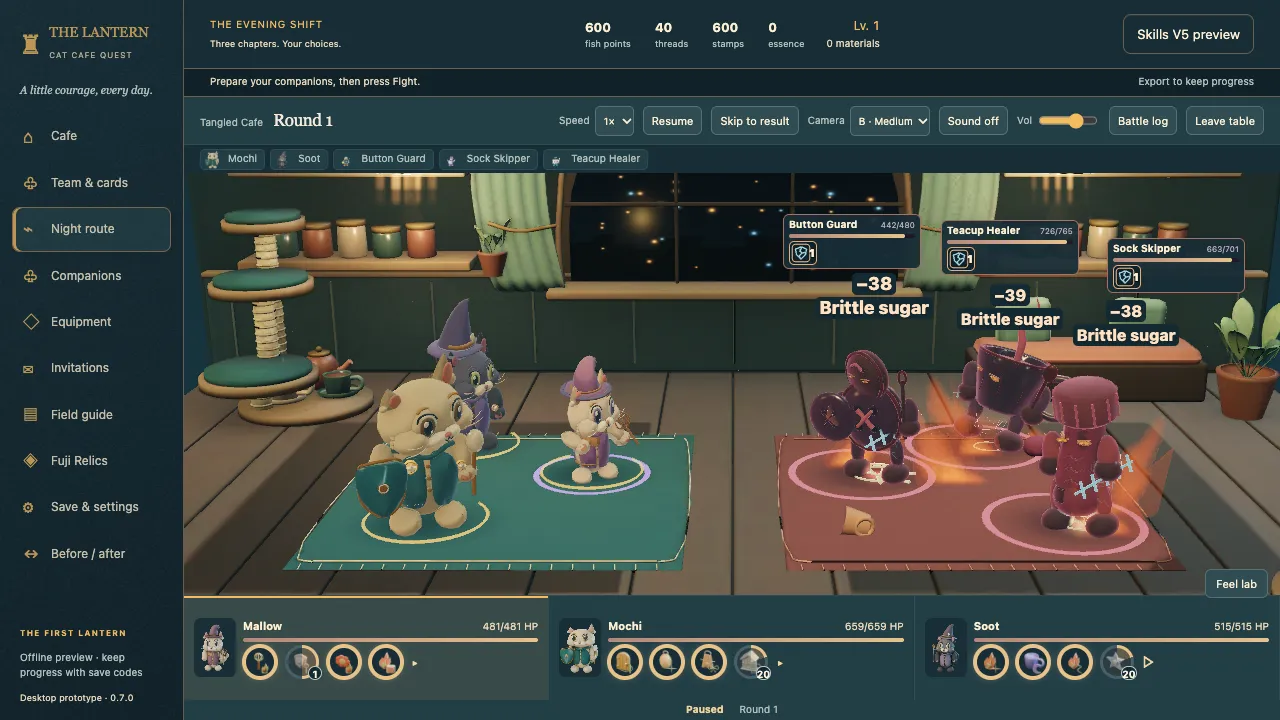 THE LANTERN
CAT CAFE QUEST
A little courage, every day.
Cafe
Team & cards
Night route
Companions
Equipment
Invitations
Field guide
Fuji Relics
Save & settings
Before / after
THE FIRST LANTERN
Offline preview · keep
progress with save codes
Desktop prototype · 0.7.0
THE EVENING SHIFT
Three chapters. Your choices.
600
fish points
40
threads
600
stamps
0
essence
Lv. 1
0 materials
Skills V5 preview
Prepare your companions, then press Fight.
Export to keep progress
Tangled Cafe
Round 1
Speed
1x
Resume
Skip to result
Camera
B · Medium
Sound off
Vol
Battle log
Leave table
Mochi
Soot
Button Guard
Sock Skipper
Teacup Healer
Button Guard 442/480
1
Teacup Healer 726/765
1
Sock Skipper 663/701
1
−38
Brittle sugar
−39
Brittle sugar
−38
Brittle sugar
Feel lab
Mallow 481/481 HP
1
Mochi 659/659 HP
20
Soot 515/515 HP
20
Paused Round 1